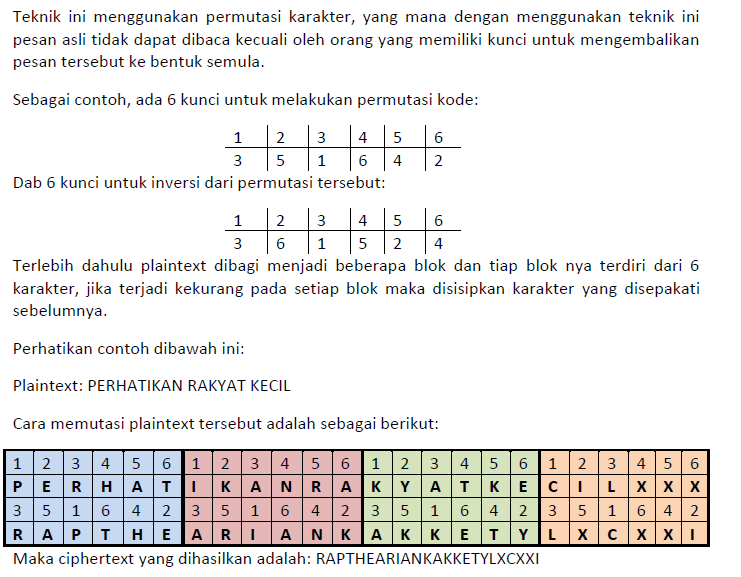 Teknik ini menggunakan permutasi karakter, yang mana dengan menggunakan teknik ini
pesan asli tidak dapat dibaca kecuali oleh orang yang memiliki kunci untuk mengembalikan
pesan tersebut ke bentuk semula.
Sebagai contoh, ada 6 kunci untuk melakukan permutasi kode:
1 2 3 4 5 6
3 5 1 6 4 2
Dab 6 kunci untuk inversi dari permutasi tersebut:
1 2 3 4 5 6
3 6 1 5 2 4
Terlebih dahulu plaintext dibagi menjadi beberapa blok dan tiap blok nya terdiri dari 6
karakter, jika terjadi kekurang pada setiap blok maka disisipkan karakter yang disepakati
sebelumnya.
Perhatikan contoh dibawah ini:
Plaintext: PERHATIKAN RAKYAT KECIL
Cara memutasi plaintext tersebut adalah sebagai berikut:
1 2 3 4 5 6 1 2 3 4 5 6 1 2 3 4 5 6 1 2 3 4 5 6
P E R H A T I K A N R A K Y A T K E C I L X X X
3 5 1 6 4 2 3 5 1 6 4 2 3 5 1 6 4 2 3 5 1 6 4 2
R A P T H E A R I A N K A K K E T Y L X C X X I
Maka ciphertext yang dihasilkan adalah: RAPTHEARIANKAKKETYLXCXXI